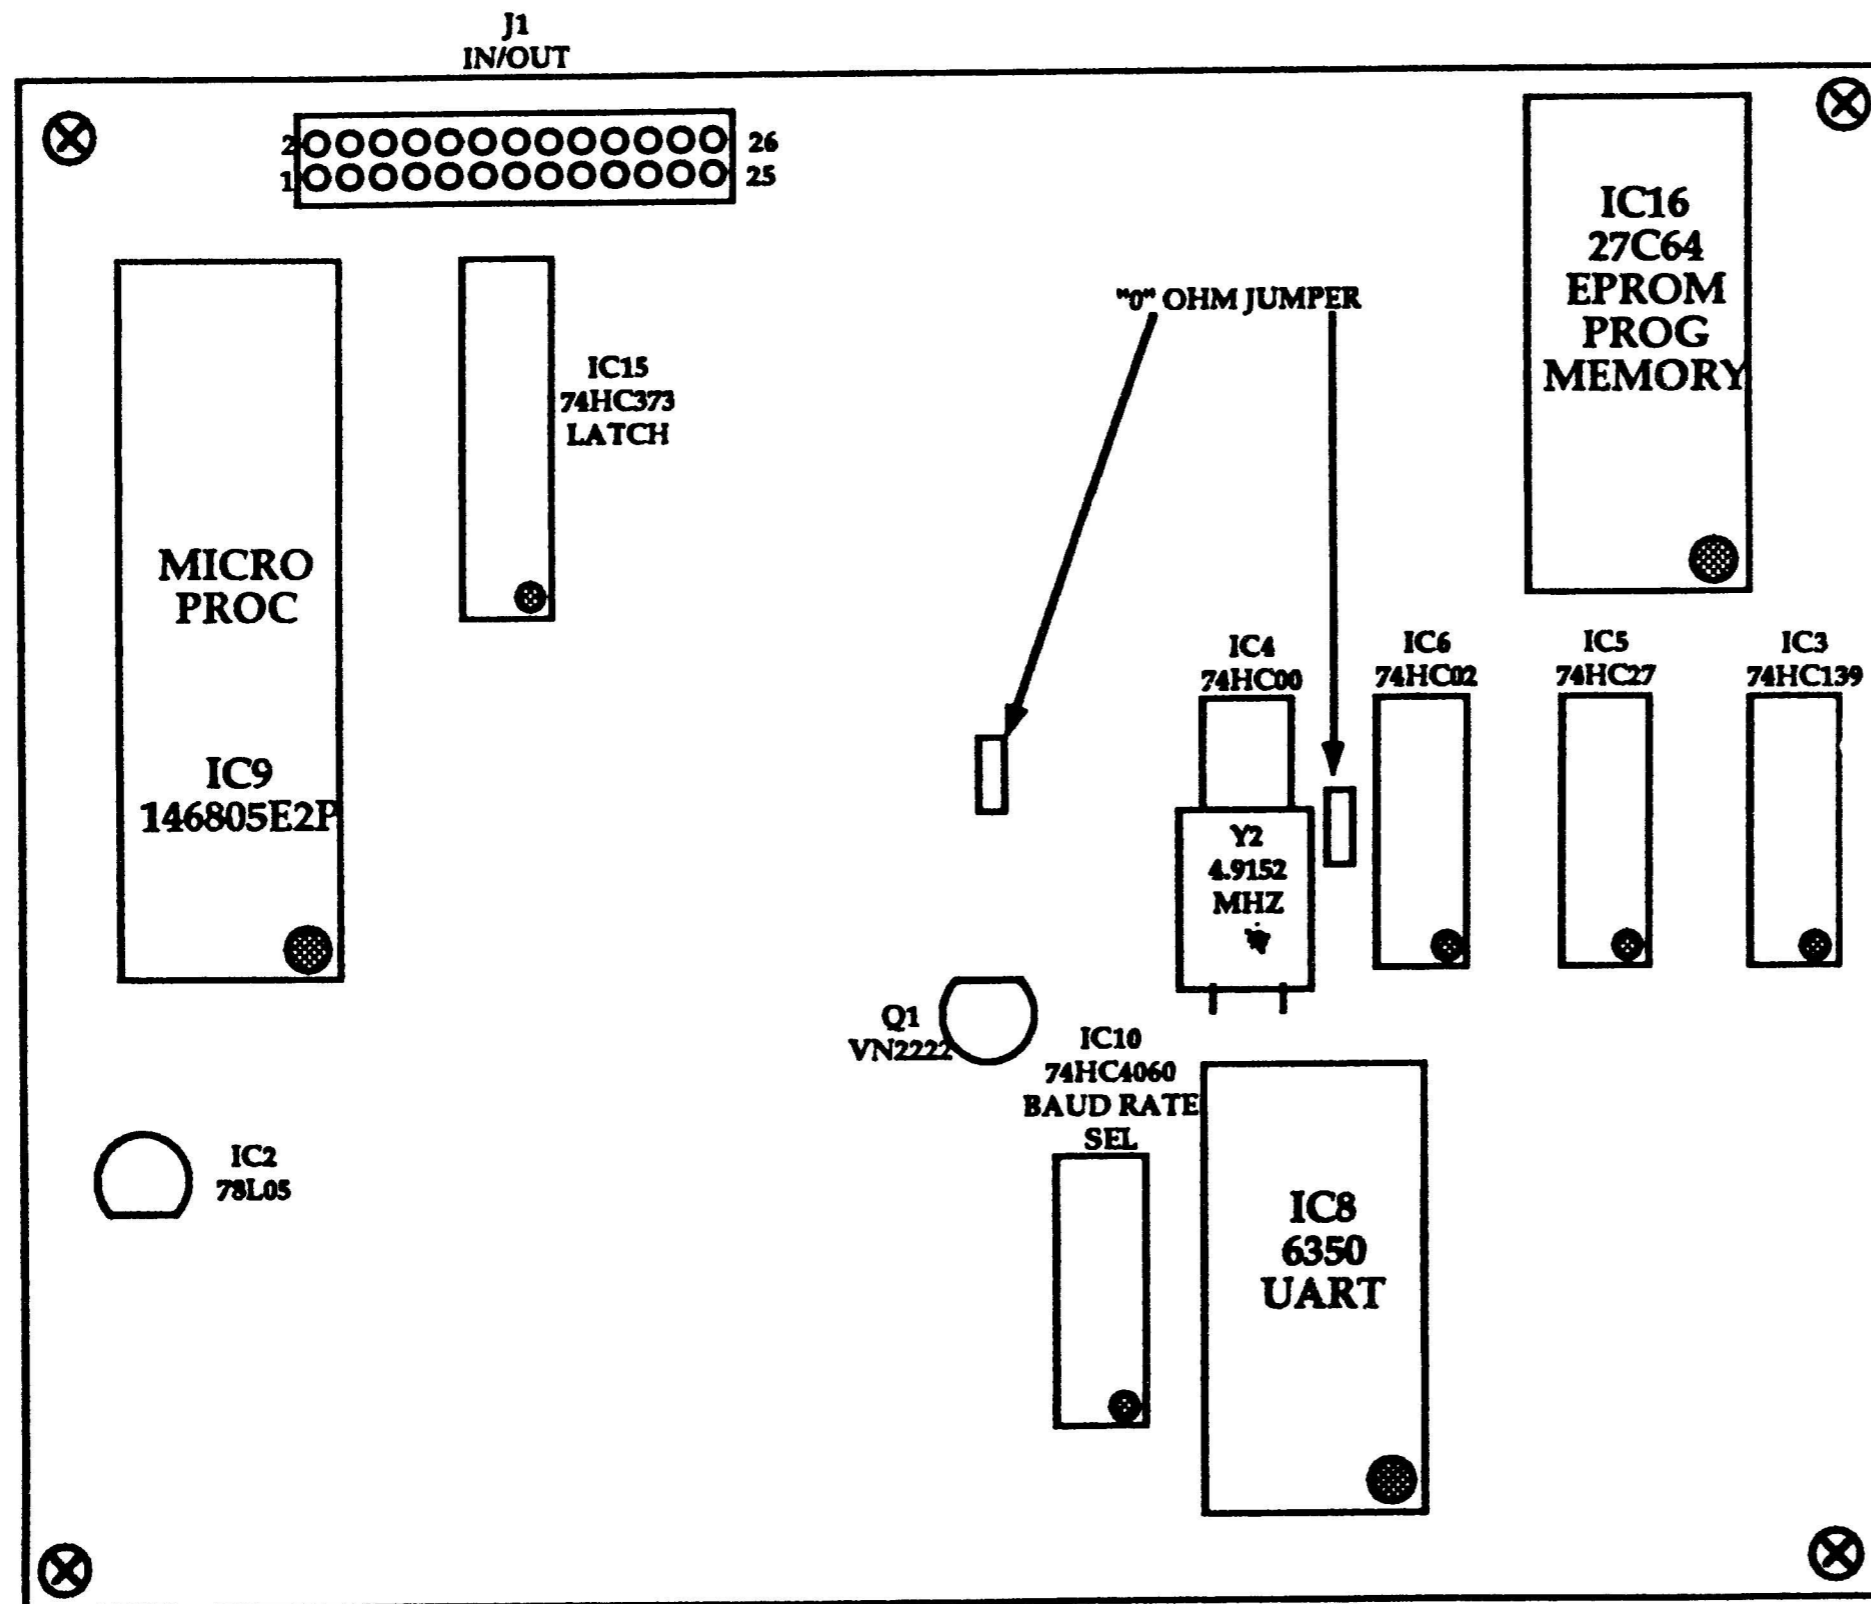 J1
IN/OUT
2
26
1
25
IC16
27C64
EPROM
PROG
MEMORY
"0" OHM JUMPER
IC15
74HC373
LATCH
MICRO
PROC
IC9
146805E2P
IC4
74HC00
IC6
74HC02
IC5
74HC27
IC3
74HC139
Y2
4.9152
MHZ
Q1
VN2222
IC10
74HC4060
BAUD RATE
SEL
IC2
78L05
IC8
6350
UART